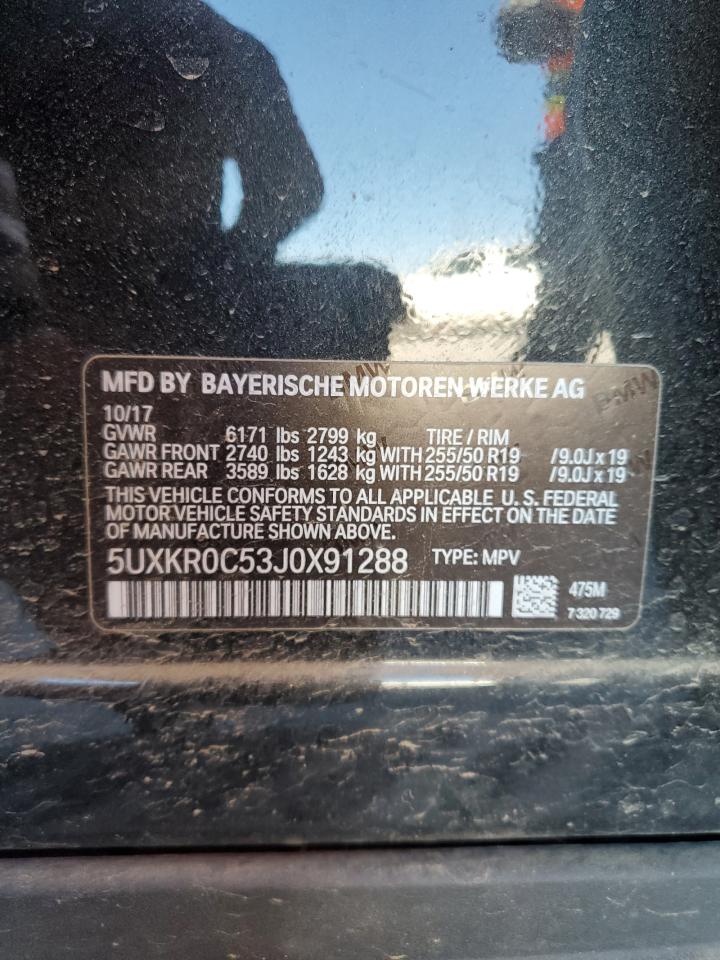 MFD BY BAYERISCHE MOTOREN WERKE AG
10/17
GVWR 6171 lbs 2799 kg TIRE / RIM
GAWR FRONT 2740 lbs 1243 kg WITH 255/50 R19 /9.0J x 19
GAWR REAR 3589 lbs 1628 kg WITH 255/50 R19 /9.0J x 19
THIS VEHICLE CONFORMS TO ALL APPLICABLE U. S. FEDERAL
MOTOR VEHICLE SAFETY STANDARDS IN EFFECT ON THE DATE
OF MANUFACTURE SHOWN ABOVE.
5UXKR0C53J0X91288 TYPE: MPV
475M
7 320 729
BMW